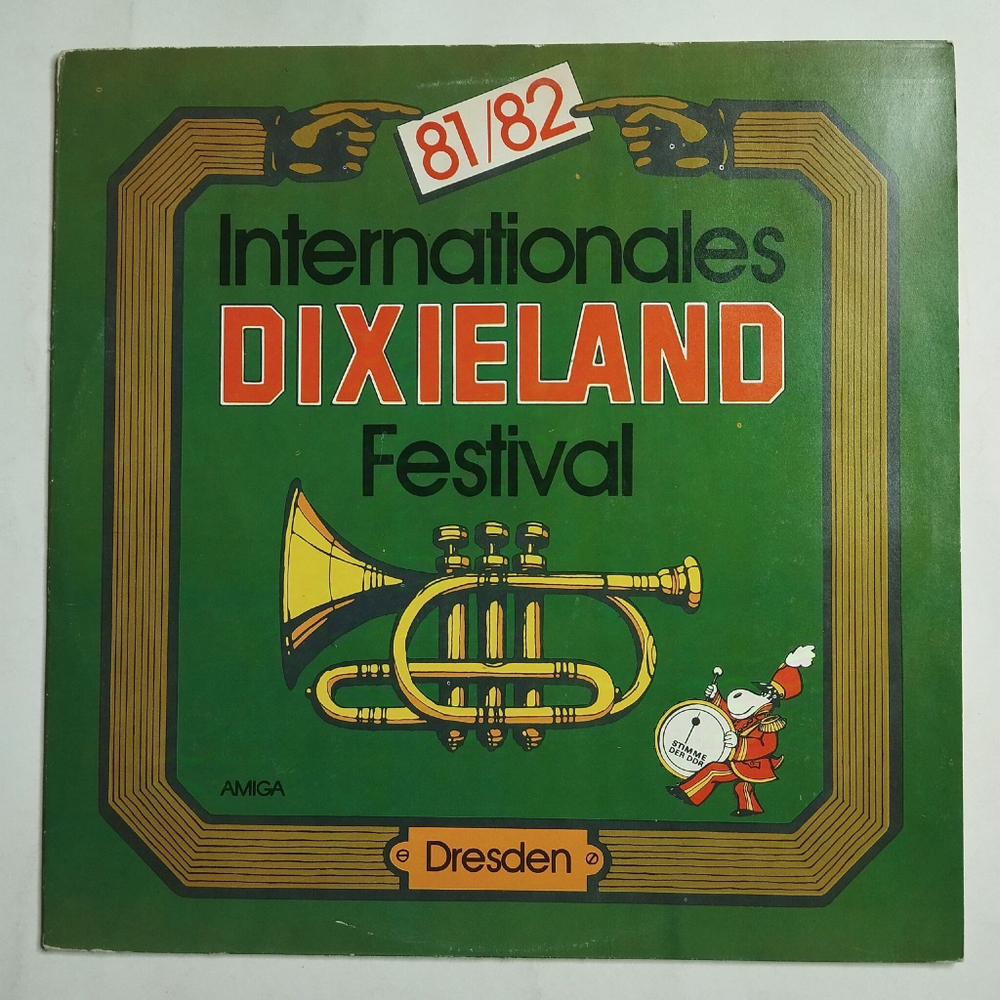 81/82
Internationales
DIXIELAND
Festival
STIMME
DER DDR
AMIGA
Dresden